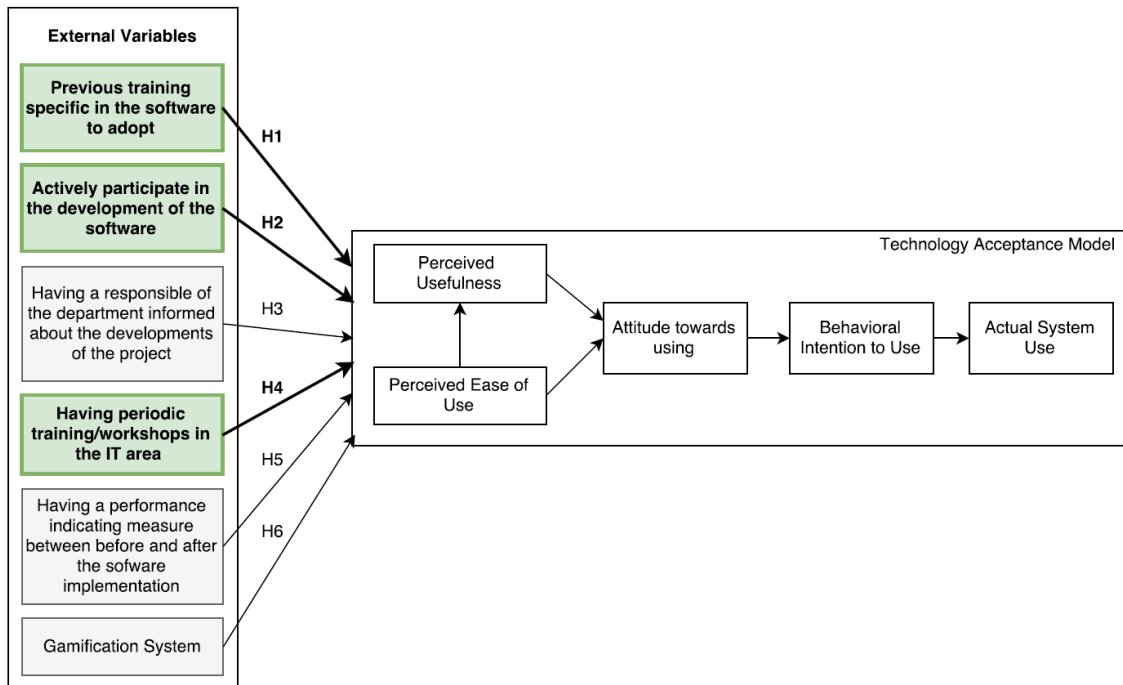 External Variables
Previous training
specific in the software
to adopt
H1
Actively participate in
the development of the
software
H2
Having a responsible of
the department informed
about the developments
of the project
H3
Having periodic
training/workshops in
the IT area
H4
Having a performance
indicating measure
between before and after
the sofware
implementation
H5
Gamification System
H6
Technology Acceptance Model
Perceived
Usefulness
Perceived Ease of
Use
Attitude towards
using
Behavioral
Intention to Use
Actual System
Use